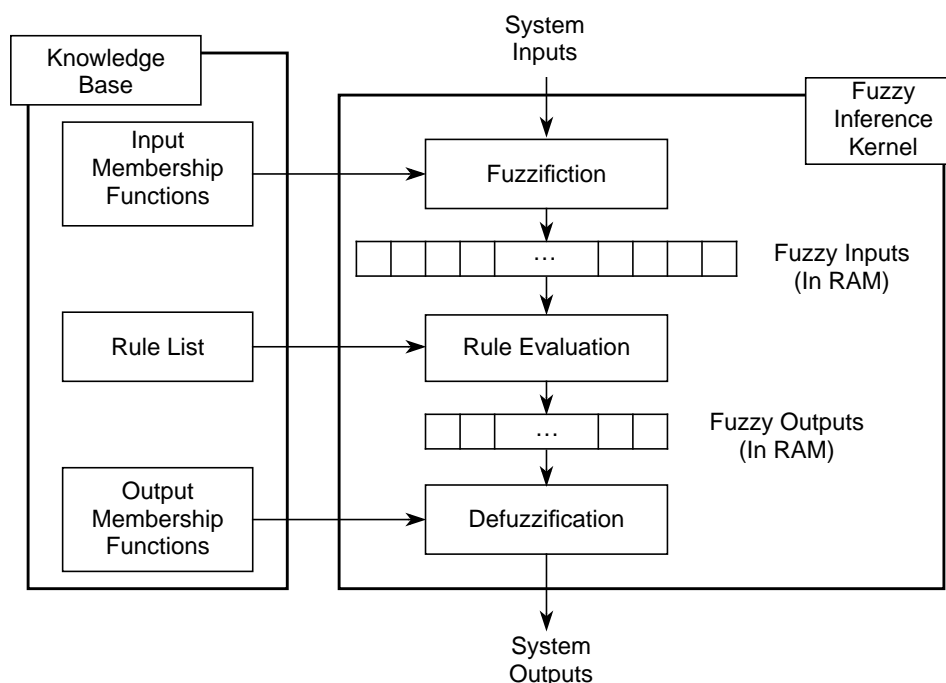 System
Inputs
Knowledge
Base
Fuzzy
Inference
Kernel
Input
Membership
Functions
Fuzzifiction
...
Fuzzy Inputs
(In RAM)
Rule List
Rule Evaluation
...
Fuzzy Outputs
(In RAM)
Output
Membership
Functions
Defuzzification
System
Outputs